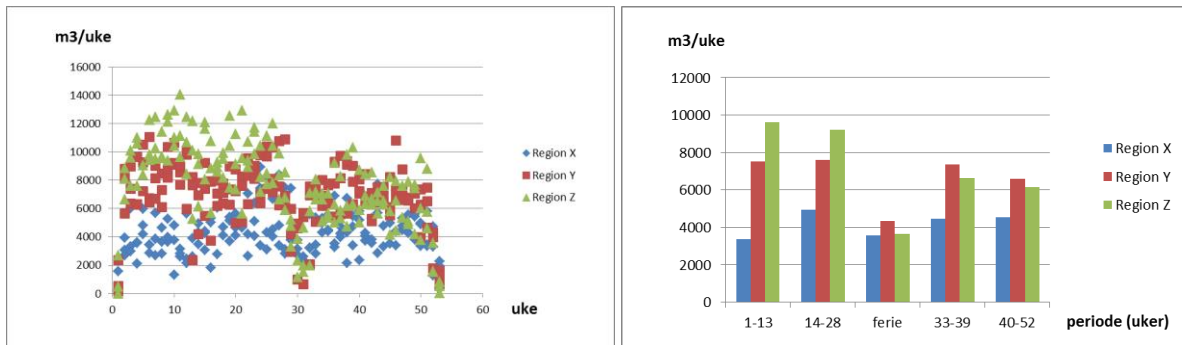 m3/uke
16000
14000
12000
10000
8000
6000
4000
2000
0
0 10 20 30 40 50 60
uke
Region X
Region Y
Region Z
m3/uke
12000
10000
8000
6000
4000
2000
0
1-13 14-28 ferie 33-39 40-52
periode (uker)
Region X
Region Y
Region Z